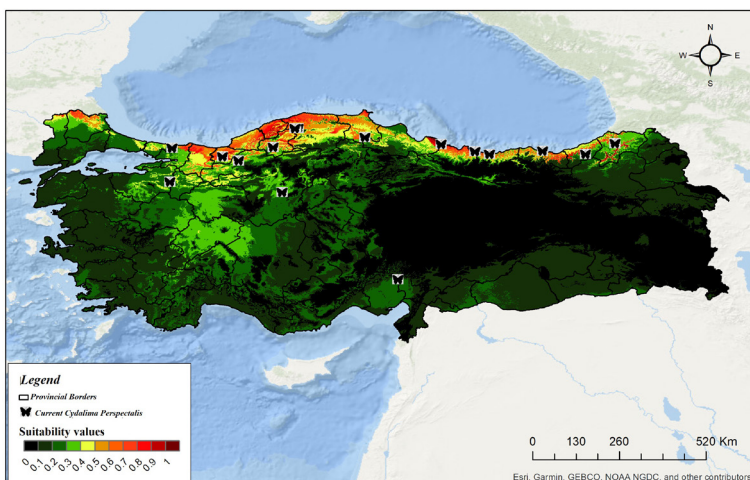 N
W E
S
Legend
Provincial Borders
Current Cydalima Perspectalis
Suitability values
0 0.1 0.2 0.3 0.4 0.5 0.6 0.7 0.8 0.9 1
0 130 260 520 Km
Esri, Garmin, GEBCO, NOAA NGDC, and other contributors